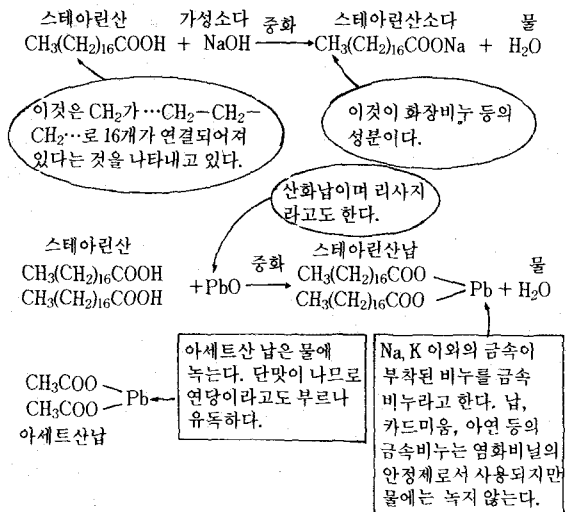 스테아린산 가성소다 중화 스테아린산소다 물
CH₃(CH₂)₁₆COOH + NaOH → CH₃(CH₂)₁₆COONa + H₂O
이것은 CH₂가 …CH₂−CH₂−
CH₂…로 16개가 연결되어져
있다는 것을 나타내고 있다.
이것이 화장비누 등의
성분이다.
산화납이며 리사지
라고도 한다.
스테아린산 중화 스테아린산납 물
CH₃(CH₂)₁₆COOH CH₃(CH₂)₁₆COO
+PbO → Pb + H₂O
CH₃(CH₂)₁₆COOH CH₃(CH₂)₁₆COO
CH₃COO
CH₃COO
Pb
아세트산납
아세트산 납은 물에
녹는다. 단맛이 나므로
연당이라고도 부르나
유독하다.
Na, K 이외의 금속이
부착된 비누를 금속
비누라고 한다. 납,
카드미움, 아연 등의
금속비누는 염화비닐의
안정제로서 사용되지만
물에는 녹지 않는다.